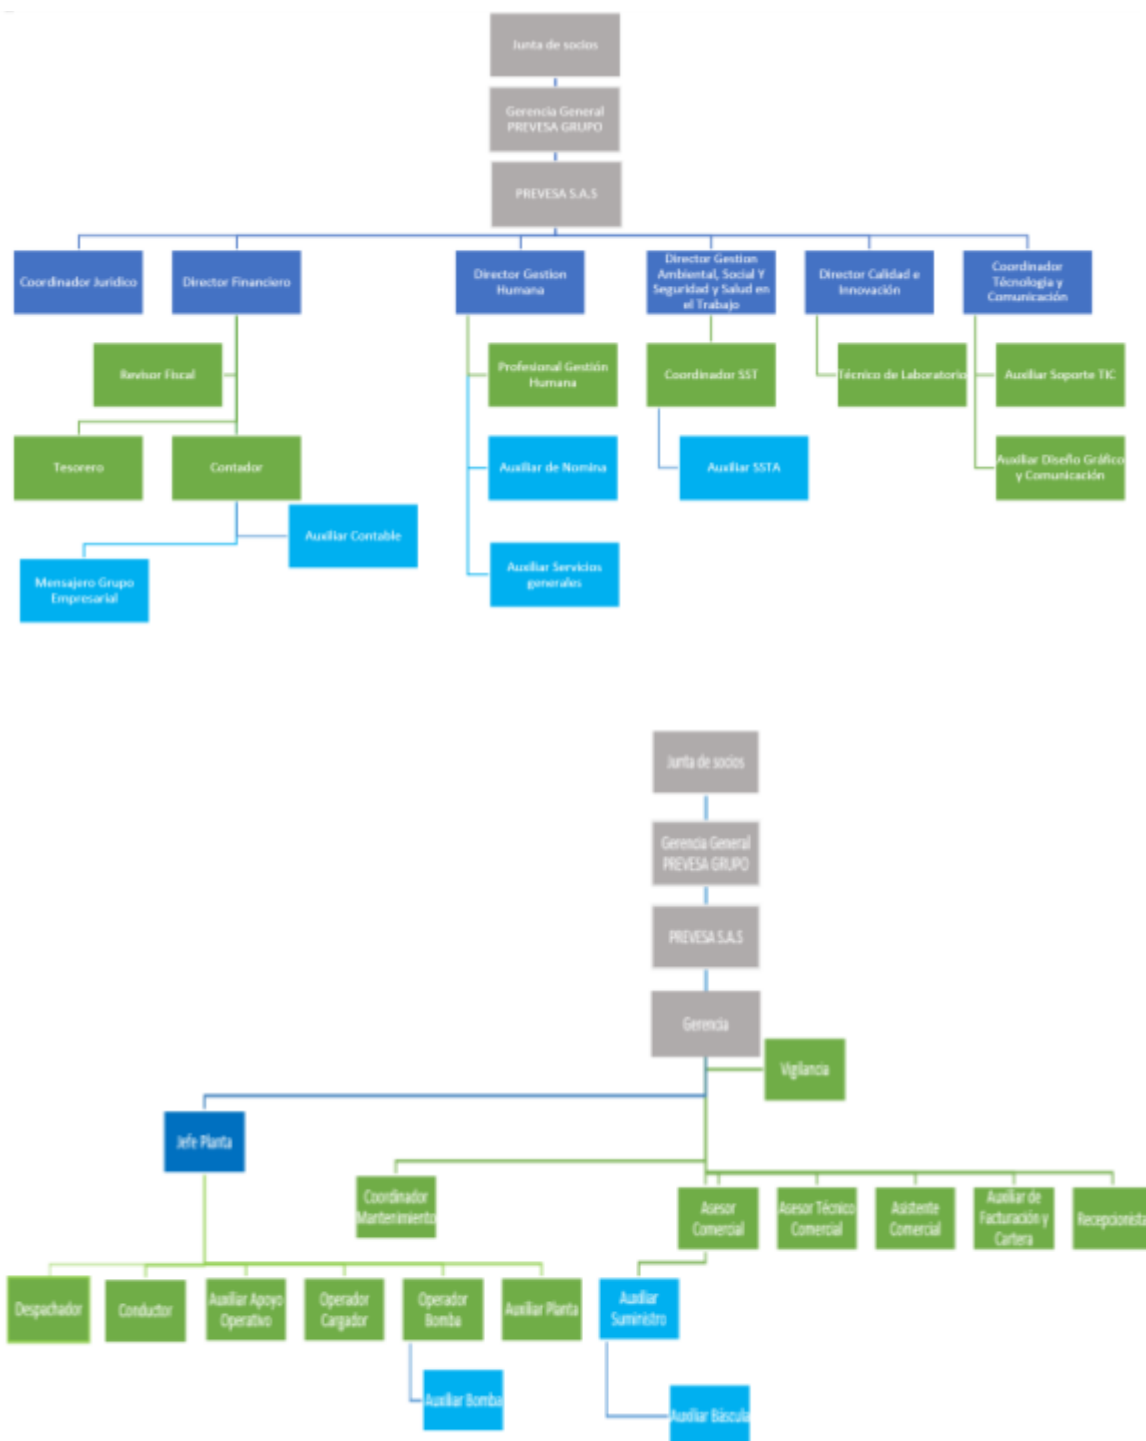 Junta de socios
Gerencia General
PREVESA GRUPO
PREVESA S.A.S
Coordinador Jurídico
Director Financiero
Director Gestion
Humana
Director Gestion
Ambiental, Social Y
Seguridad y Salud en
el Trabajo
Director Calidad e
Innovación
Coordinador
Técnologia y
Comunicación
Revisor Fiscal
Profesional Gestión
Humana
Coordinador SST
Técnico de Laboratorio
Auxiliar Soporte TIC
Tesorero
Contador
Auxiliar de Nomina
Auxiliar SSTA
Auxiliar Diseño Gráfico
y Comunicación
Auxiliar Contable
Mensajero Grupo
Empresarial
Auxiliar Servicios
generales
Junta de socios
Gerencia General
PREVESA GRUPO
PREVESA S.A.S
Gerencia
Vigilancia
Jefe Planta
Coordinador
Mantenimiento
Asesor
Comercial
Asesor Técnico
Comercial
Asistente
Comercial
Auxiliar de
Facturación y
Cartera
Recepcionista
Despachador
Conductor
Auxiliar Apoyo
Operativo
Operador
Cargador
Operador
Bomba
Auxiliar Planta
Auxiliar
Suministro
Auxiliar Bomba
Auxiliar Báscula